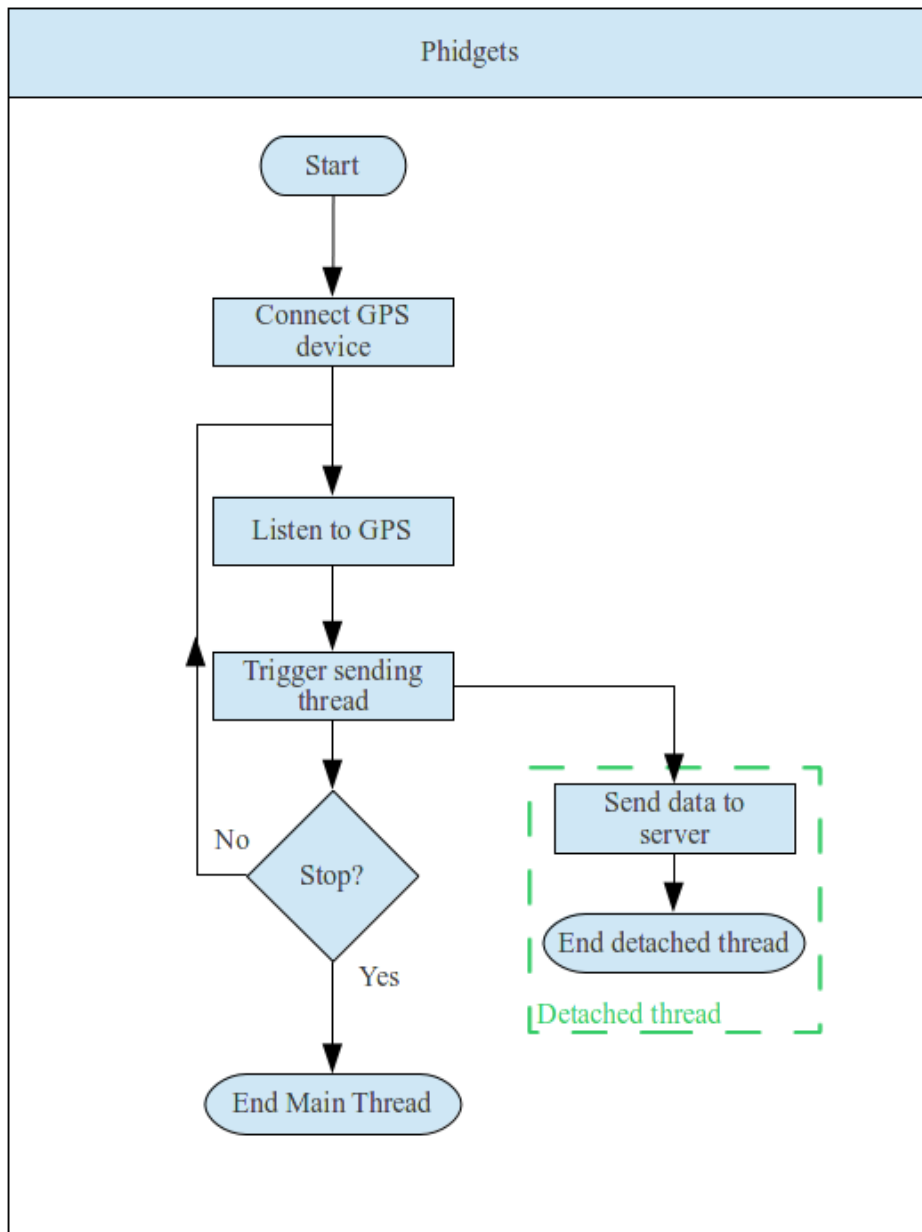 Phidgets
Start
Connect GPS
device
Listen to GPS
Trigger sending
thread
Send data to
server
No
Stop?
End detached thread
Yes
Detached thread
End Main Thread